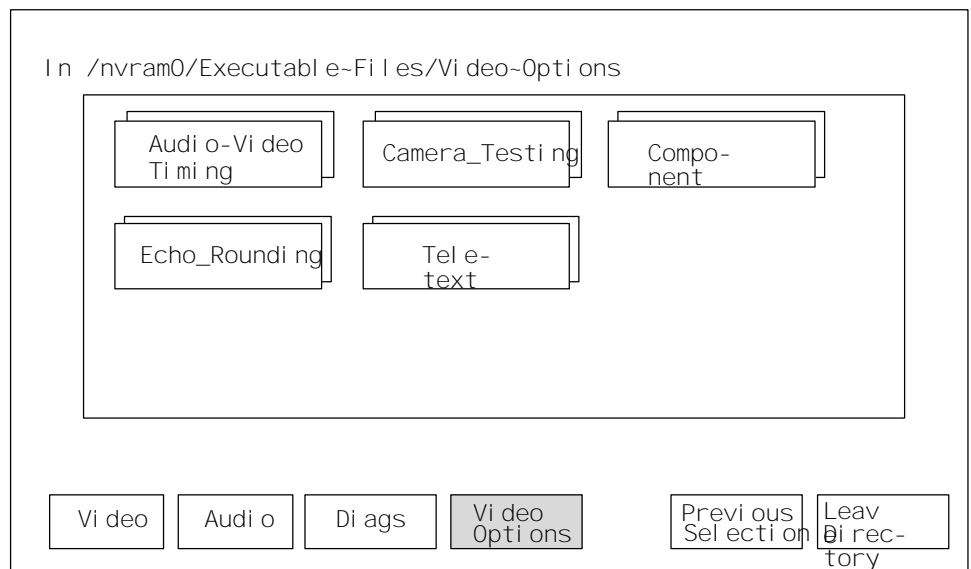 In /nvram0/Executable~Files/Video~Options
Audio-Video
Timing
Camera_Testing
Compo-
nent
Echo_Rounding
Tele-
text
Video
Audio
Diags
Video
Options
Previous
Selection
Leav
e
Direc-
tory